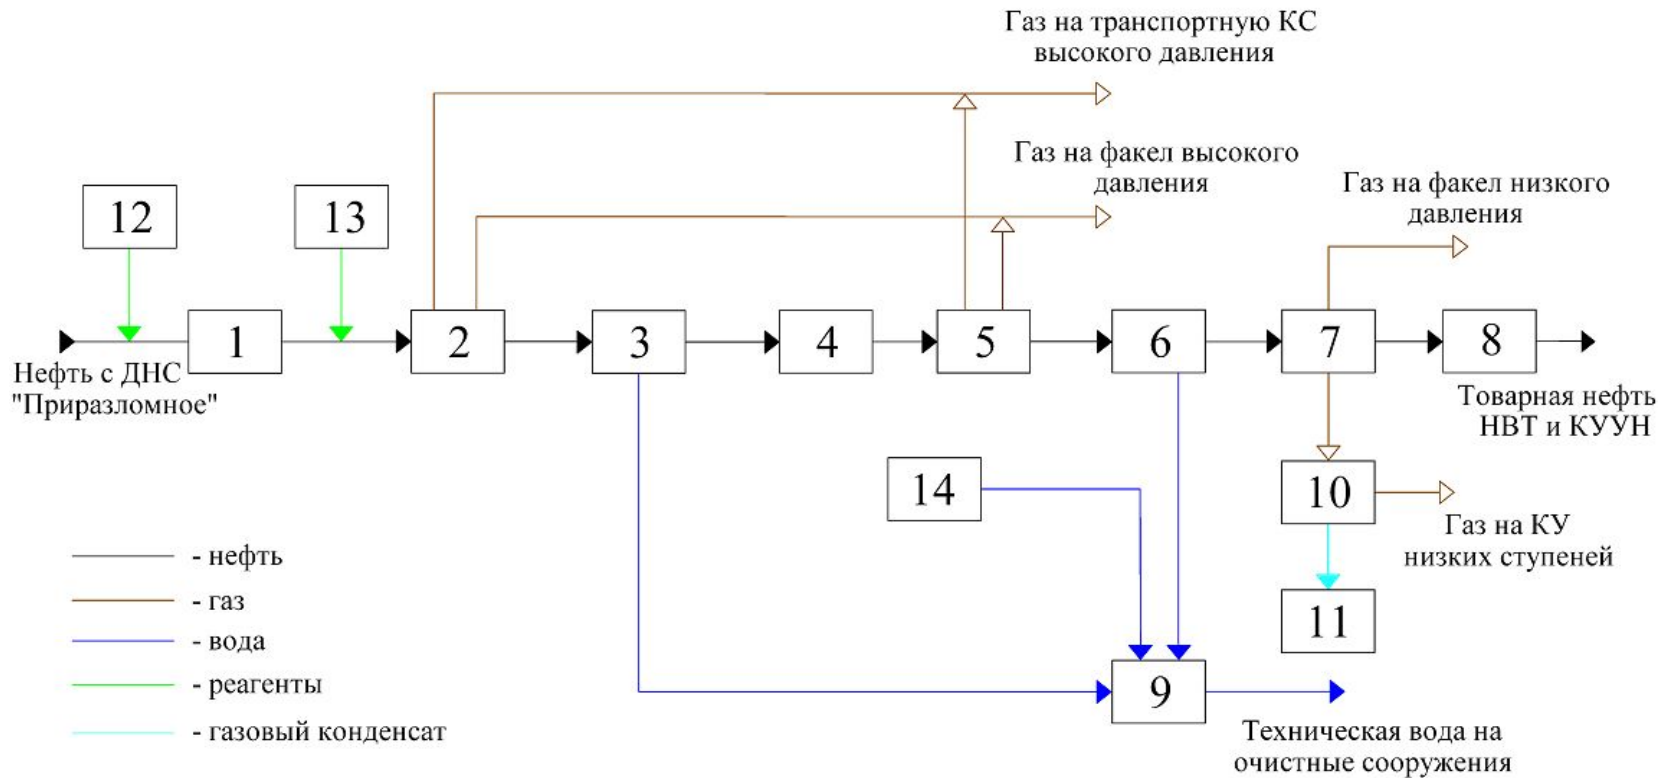 Газ на транспортную КС
высокого давления
Газ на факел высокого
давления
Газ на факел низкого
давления
12
13
1
2
3
4
5
6
7
8
Нефть с ДНС
"Приразломное"
Товарная нефть
НВТ и КУУН
14
10
Газ на КУ
низких ступеней
11
9
Техническая вода на
очистные сооружения
- нефть
- газ
- вода
- реагенты
- газовый конденсат